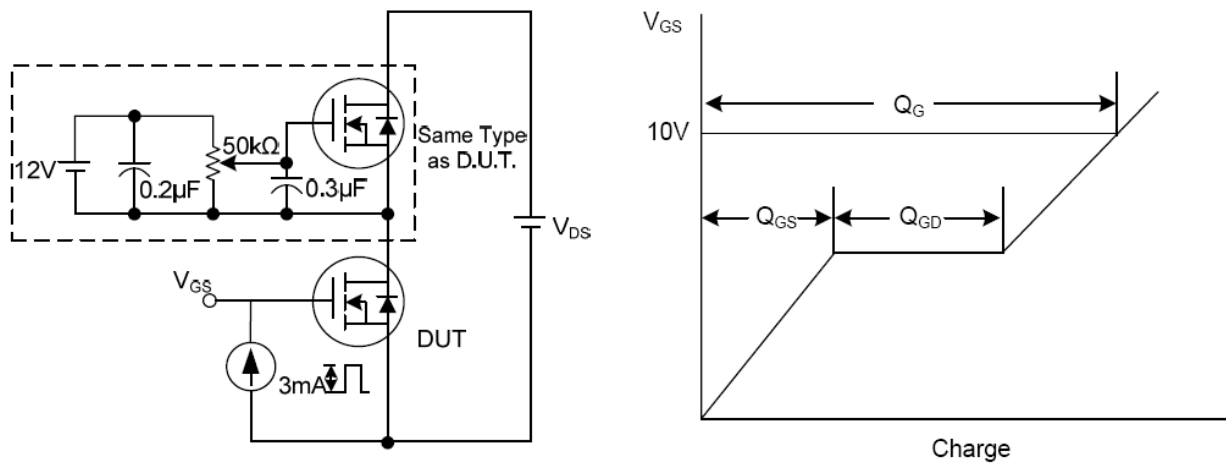 12V
0.2µF
50kΩ
0.3µF
Same Type
as D.U.T.
VDS
VGS
DUT
3mA
VGS
QG
10V
QGS
QGD
Charge